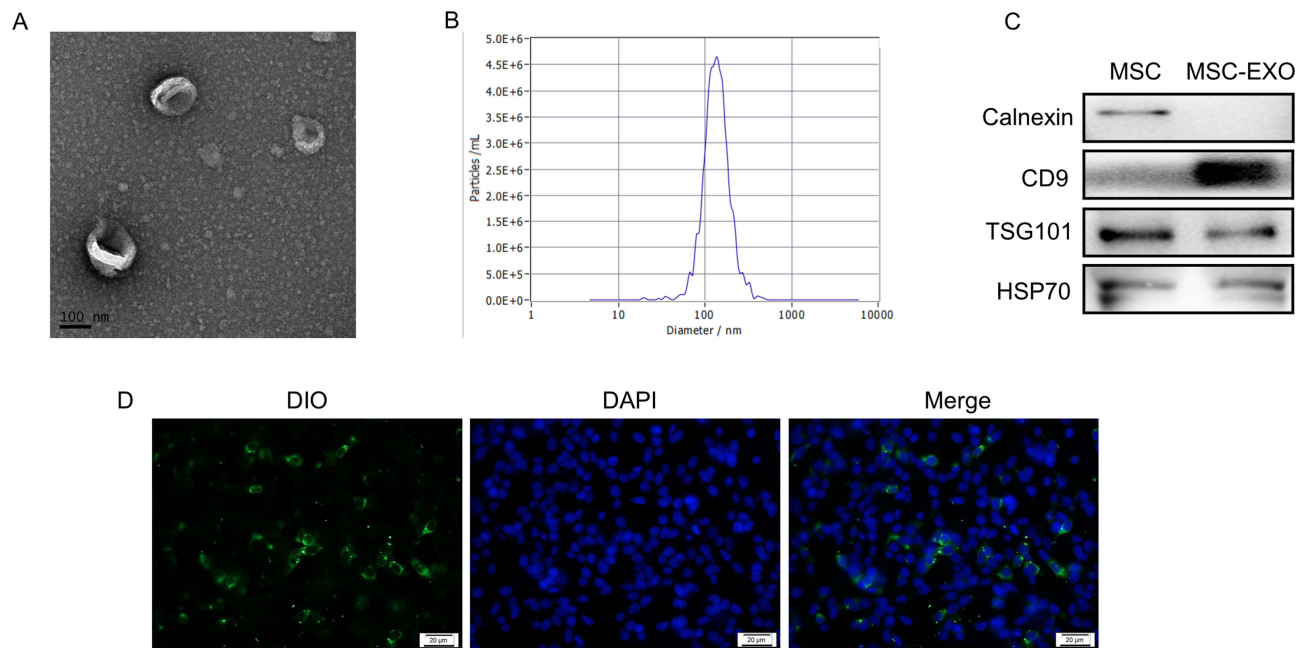 A
100 nm
B
Particles /mL
5.0E+6
4.5E+6
4.0E+6
3.5E+6
3.0E+6
2.5E+6
2.0E+6
1.5E+6
1.0E+6
5.0E+5
0.0E+0
1 10 100 1000 10000
Diameter / nm
C
MSC MSC-EXO
Calnexin
CD9
TSG101
HSP70
D
DIO DAPI Merge
20 μm 20 μm 20 μm